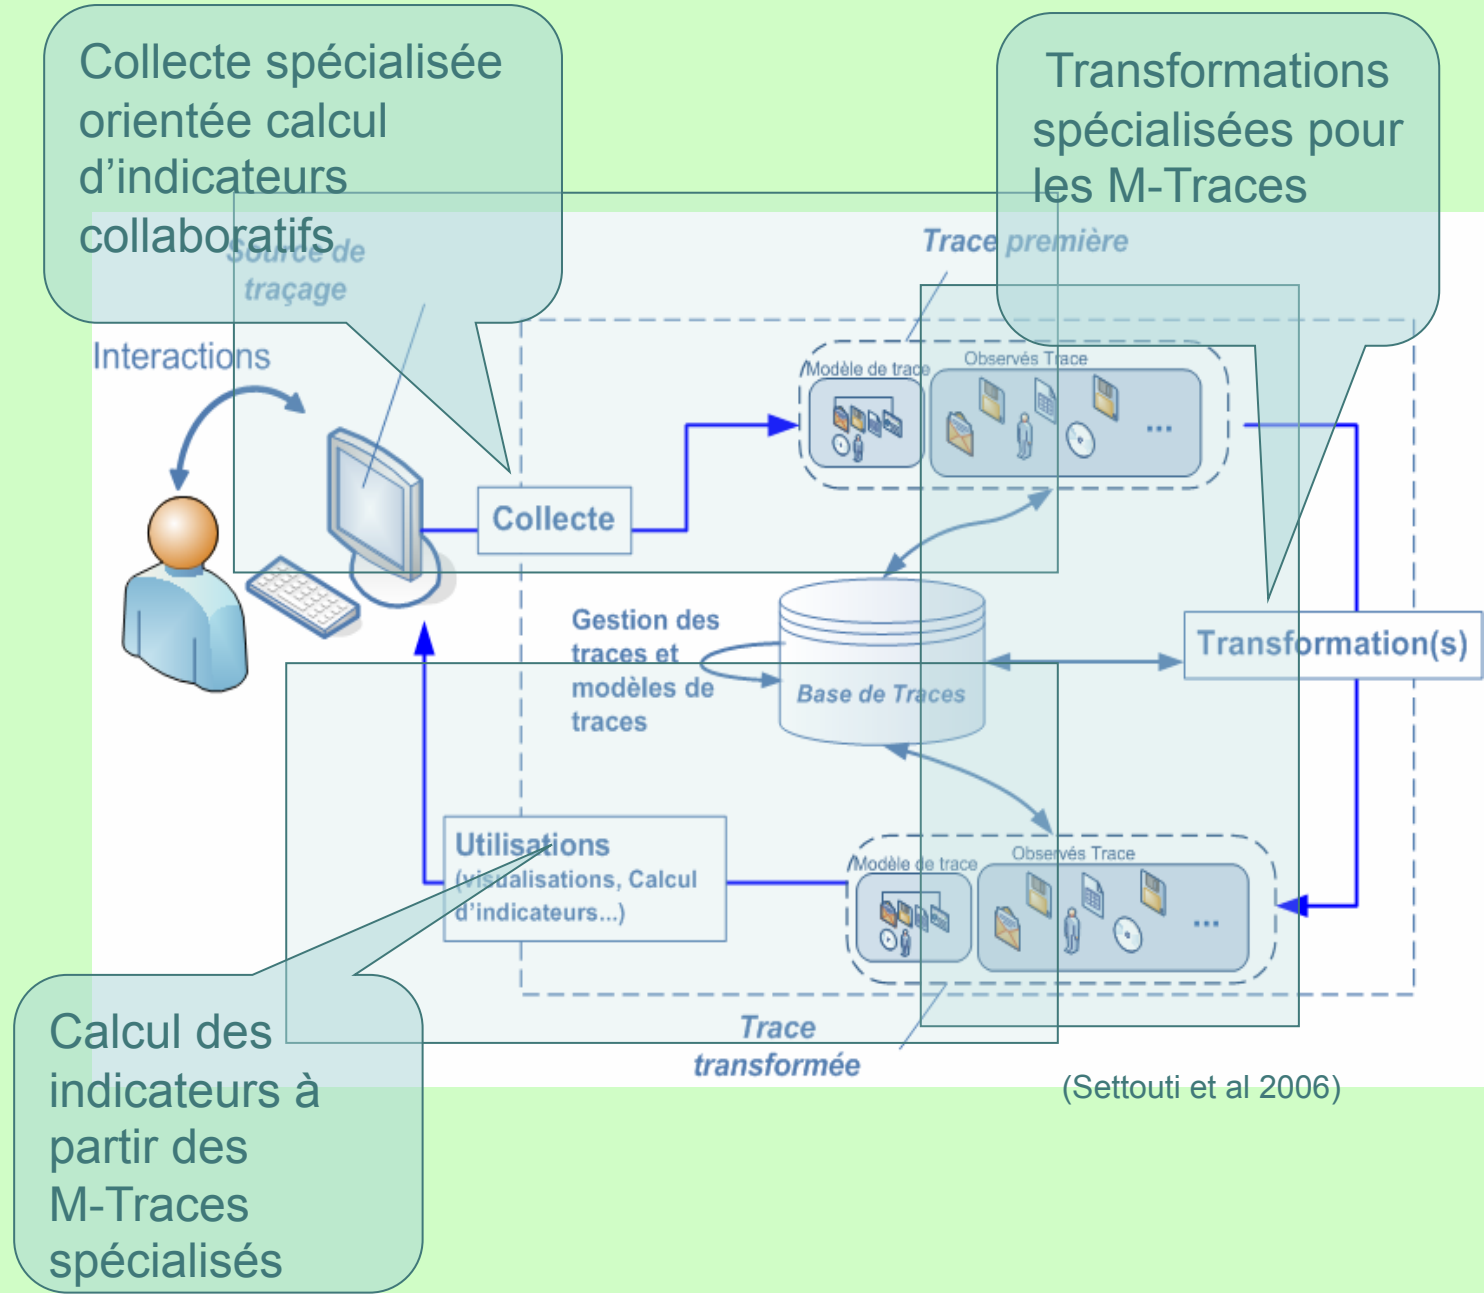 Collecte spécialisée
orientée calcul
d'indicateurs
collaboratifs
Transformations
spécialisées pour
les M-Traces
Source de
traçage
Trace première
Interactions
Modèle de trace
Observés Trace
...
Collecte
Gestion des
traces et
modèles de
traces
Base de Traces
Transformation(s)
Utilisations
(visualisations, Calcul
d'indicateurs...)
Modèle de trace
Observés Trace
...
Trace
transformée
(Settouti et al 2006)
Calcul des
indicateurs à
partir des
M-Traces
spécialisés